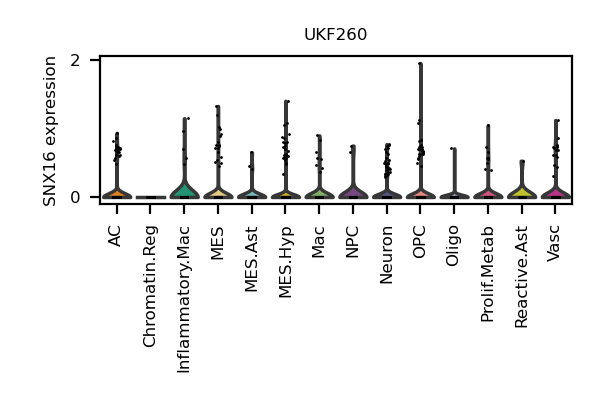 UKF260
SNX16 expression
2
0
AC
Chromatin.Reg
Inflammatory.Mac
MES
MES.Ast
MES.Hyp
Mac
NPC
Neuron
OPC
Oligo
Prolif.Metab
Reactive.Ast
Vasc